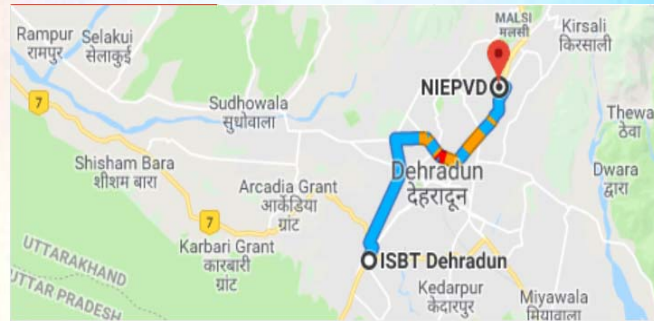 MALSI
मलसी
Kirsali
किरसाली
Rampur
रामपुर
Selakui
सेलाकुई
NIEPVD
7
Sudhowala
सुधोवाला
Thewa
ठेवा
Shisham Bara
शीशम बारा
Arcadia Grant
आर्केडिया
ग्रांट
Dehradun
देहरादून
Dwara
द्वारा
7
Karbari Grant
कारबारी
ग्रांट
UTTARAKHAND
UTTAR PRADESH
ISBT Dehradun
Kedarpur
केदारपुर
Miyawala
मियावाला